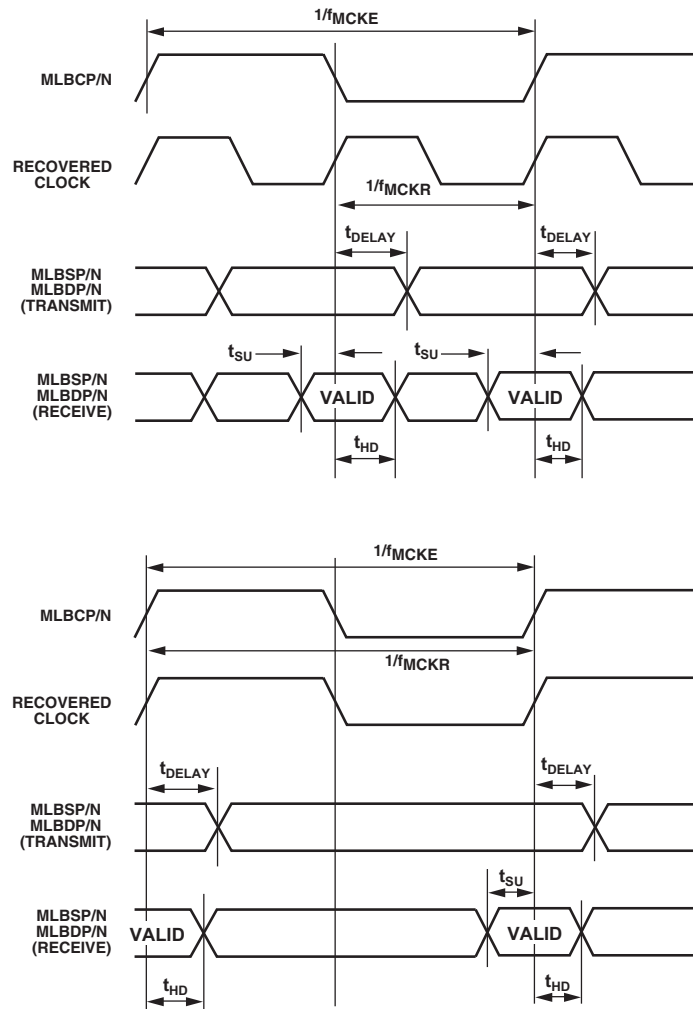 1/fMCKE
MLBCP/N
RECOVERED
CLOCK
1/fMCKR
tDELAY
tDELAY
MLBSP/N
MLBDP/N
(TRANSMIT)
tSU
tSU
MLBSP/N
MLBDP/N
(RECEIVE)
VALID
VALID
tHD
tHD
1/fMCKE
MLBCP/N
1/fMCKR
RECOVERED
CLOCK
tDELAY
tDELAY
MLBSP/N
MLBDP/N
(TRANSMIT)
tSU
MLBSP/N
MLBDP/N
(RECEIVE)
VALID
VALID
tHD
tHD